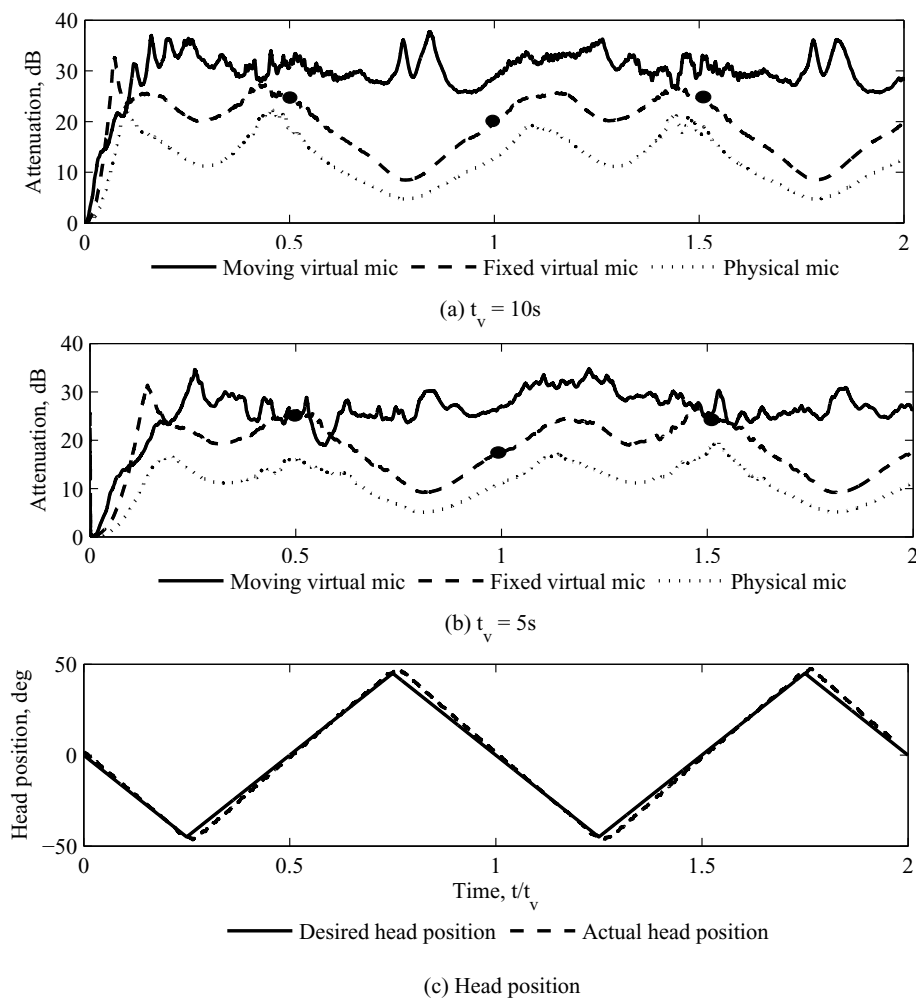 40
30
20
10
0
Attenuation, dB
0 0.5 1 1.5 2
Moving virtual mic Fixed virtual mic Physical mic
(a) t_v = 10s
40
30
20
10
0
Attenuation, dB
0 0.5 1 1.5 2
Moving virtual mic Fixed virtual mic Physical mic
(b) t_v = 5s
50
0
−50
Head position, deg
0 0.5 1 1.5 2
Time, t/t_v
Desired head position Actual head position
(c) Head position